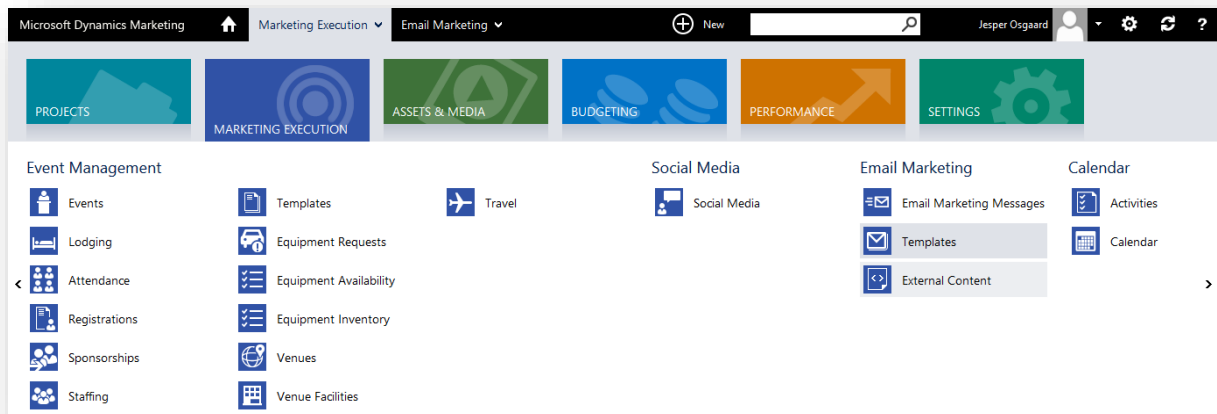 Microsoft Dynamics Marketing Marketing Execution Email Marketing New Jesper Osgaard ?
PROJECTS
MARKETING EXECUTION
ASSETS & MEDIA
BUDGETING
PERFORMANCE
SETTINGS
Event Management
Events
Lodging
Attendance
Registrations
Sponsorships
Staffing
Templates
Equipment Requests
Equipment Availability
Equipment Inventory
Venues
Venue Facilities
Travel
Social Media
Social Media
Email Marketing
Email Marketing Messages
Templates
External Content
Calendar
Activities
Calendar